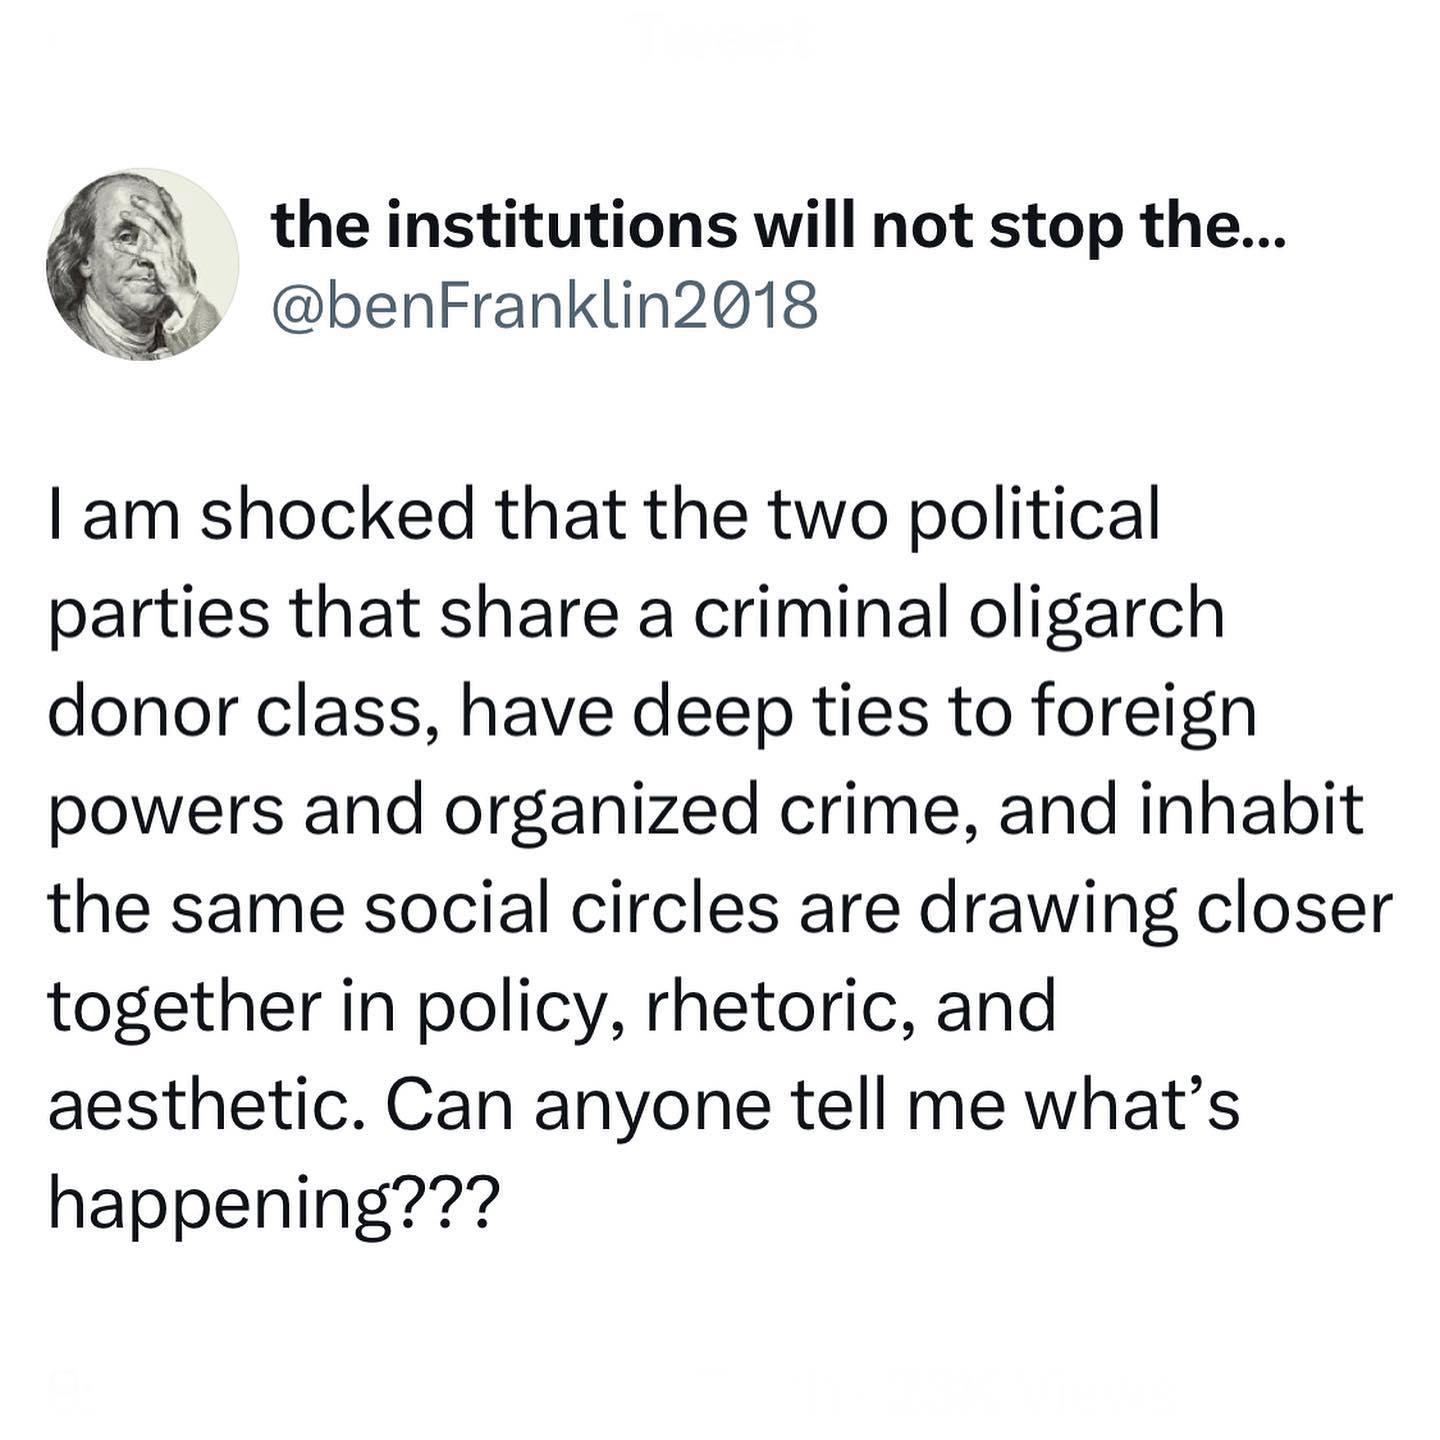 the institutions will not stop the...
@benFranklin2018
I am shocked that the two political
parties that share a criminal oligarch
donor class, have deep ties to foreign
powers and organized crime, and inhabit
the same social circles are drawing closer
together in policy, rhetoric, and
aesthetic. Can anyone tell me what’s
happening???